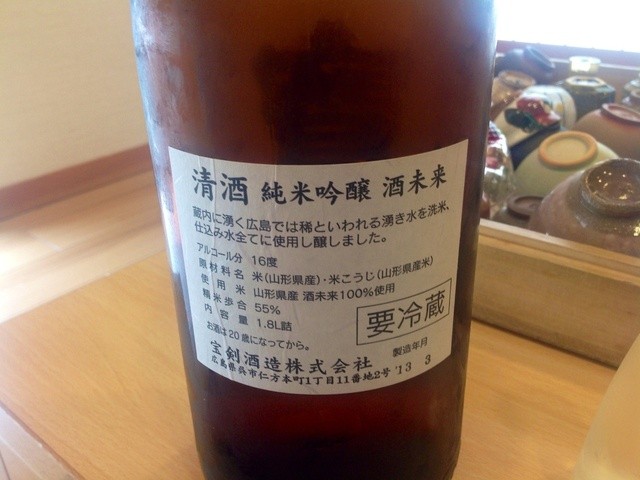 清酒 純米吟醸 酒未来
蔵内に湧く広島では稀といわれる湧き水を洗米、
仕込み水全てに使用し醸しました。
アルコール分 16度
原材料名 米(山形県産)・米こうじ(山形県産米)
使用米 山形県産 酒未来100%使用
精米歩合 55%
内容量 1.8L詰
要冷蔵
お酒は20歳になってから。
製造年月
宝剣酒造株式会社 '13 3
広島県呉市仁方本町1丁目11番地2号